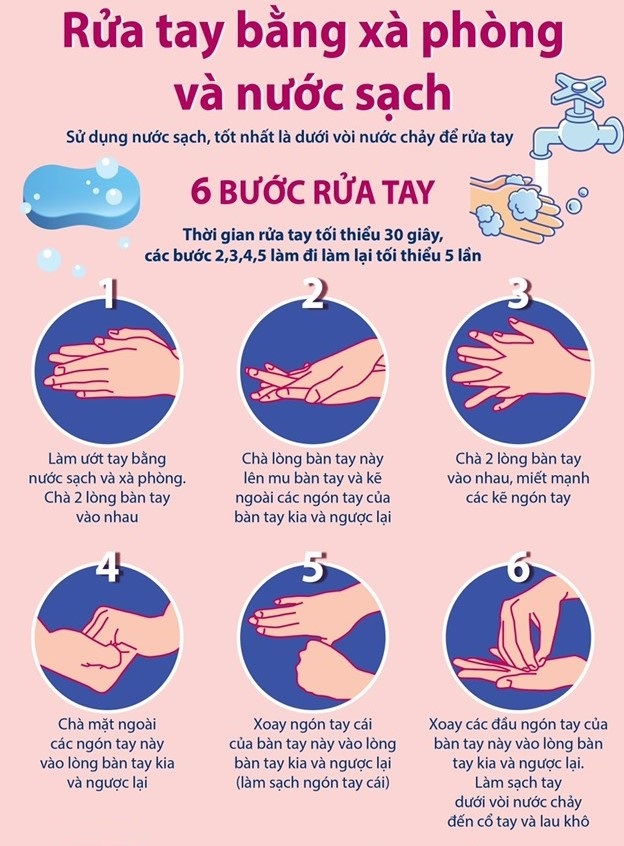 Rửa tay bằng xà phòng
và nước sạch
Sử dụng nước sạch, tốt nhất là dưới vòi nước chảy để rửa tay
6 BƯỚC RỬA TAY
Thời gian rửa tay tối thiểu 30 giây,
các bước 2,3,4,5 làm đi làm lại tối thiểu 5 lần
1
Làm ướt tay bằng
nước sạch và xà phòng.
Chà 2 lòng bàn tay
vào nhau
2
Chà lòng bàn tay này
lên mu bàn tay và kẽ
ngoài các ngón tay của
bàn tay kia và ngược lại
3
Chà 2 lòng bàn tay
vào nhau, miết mạnh
các kẽ ngón tay
4
Chà mặt ngoài
các ngón tay này
vào lòng bàn tay kia
và ngược lại
5
Xoay ngón tay cái
của bàn tay này vào lòng
bàn tay kia và ngược lại
(làm sạch ngón tay cái)
6
Xoay các đầu ngón tay của
bàn tay này vào lòng bàn
tay kia và ngược lại.
Làm sạch tay
dưới vòi nước chảy
đến cổ tay và lau khô